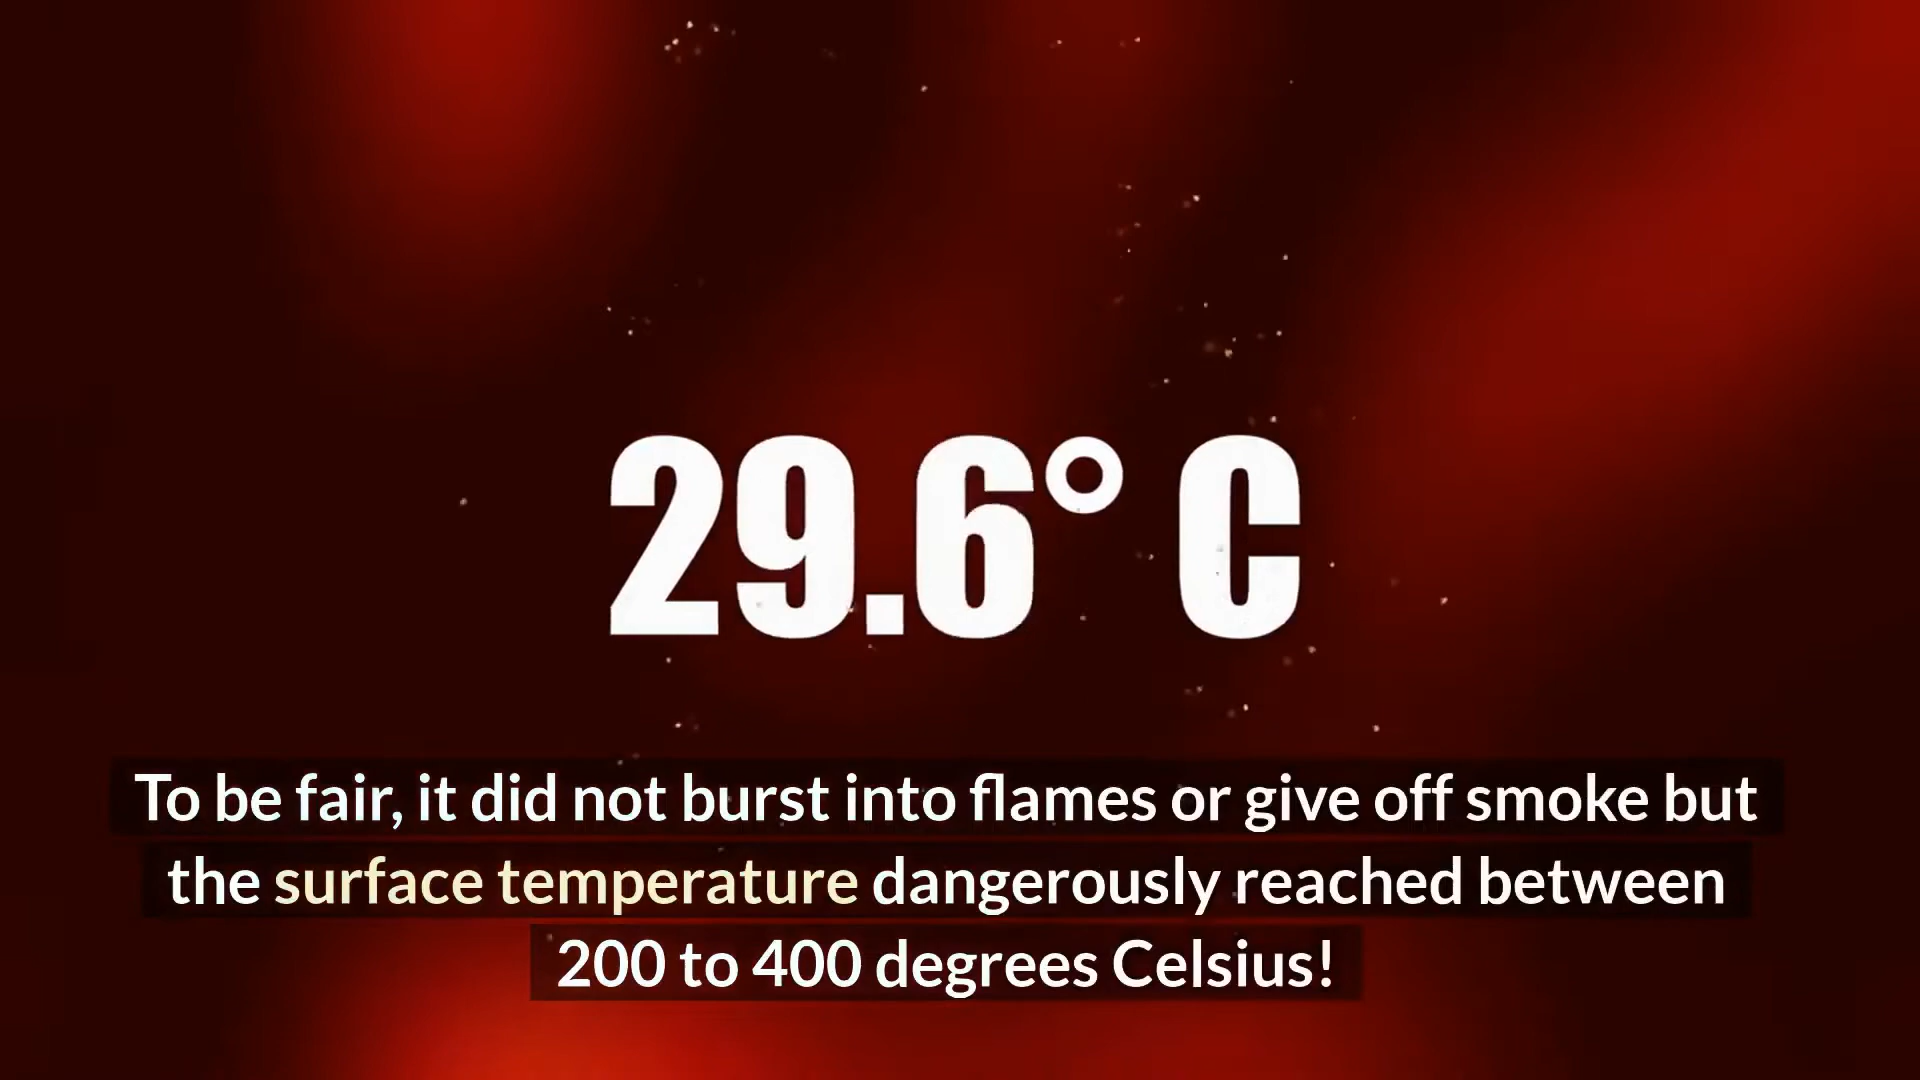 29.6° C
To be fair, it did not burst into flames or give off smoke but
the surface temperature dangerously reached between
200 to 400 degrees Celsius!